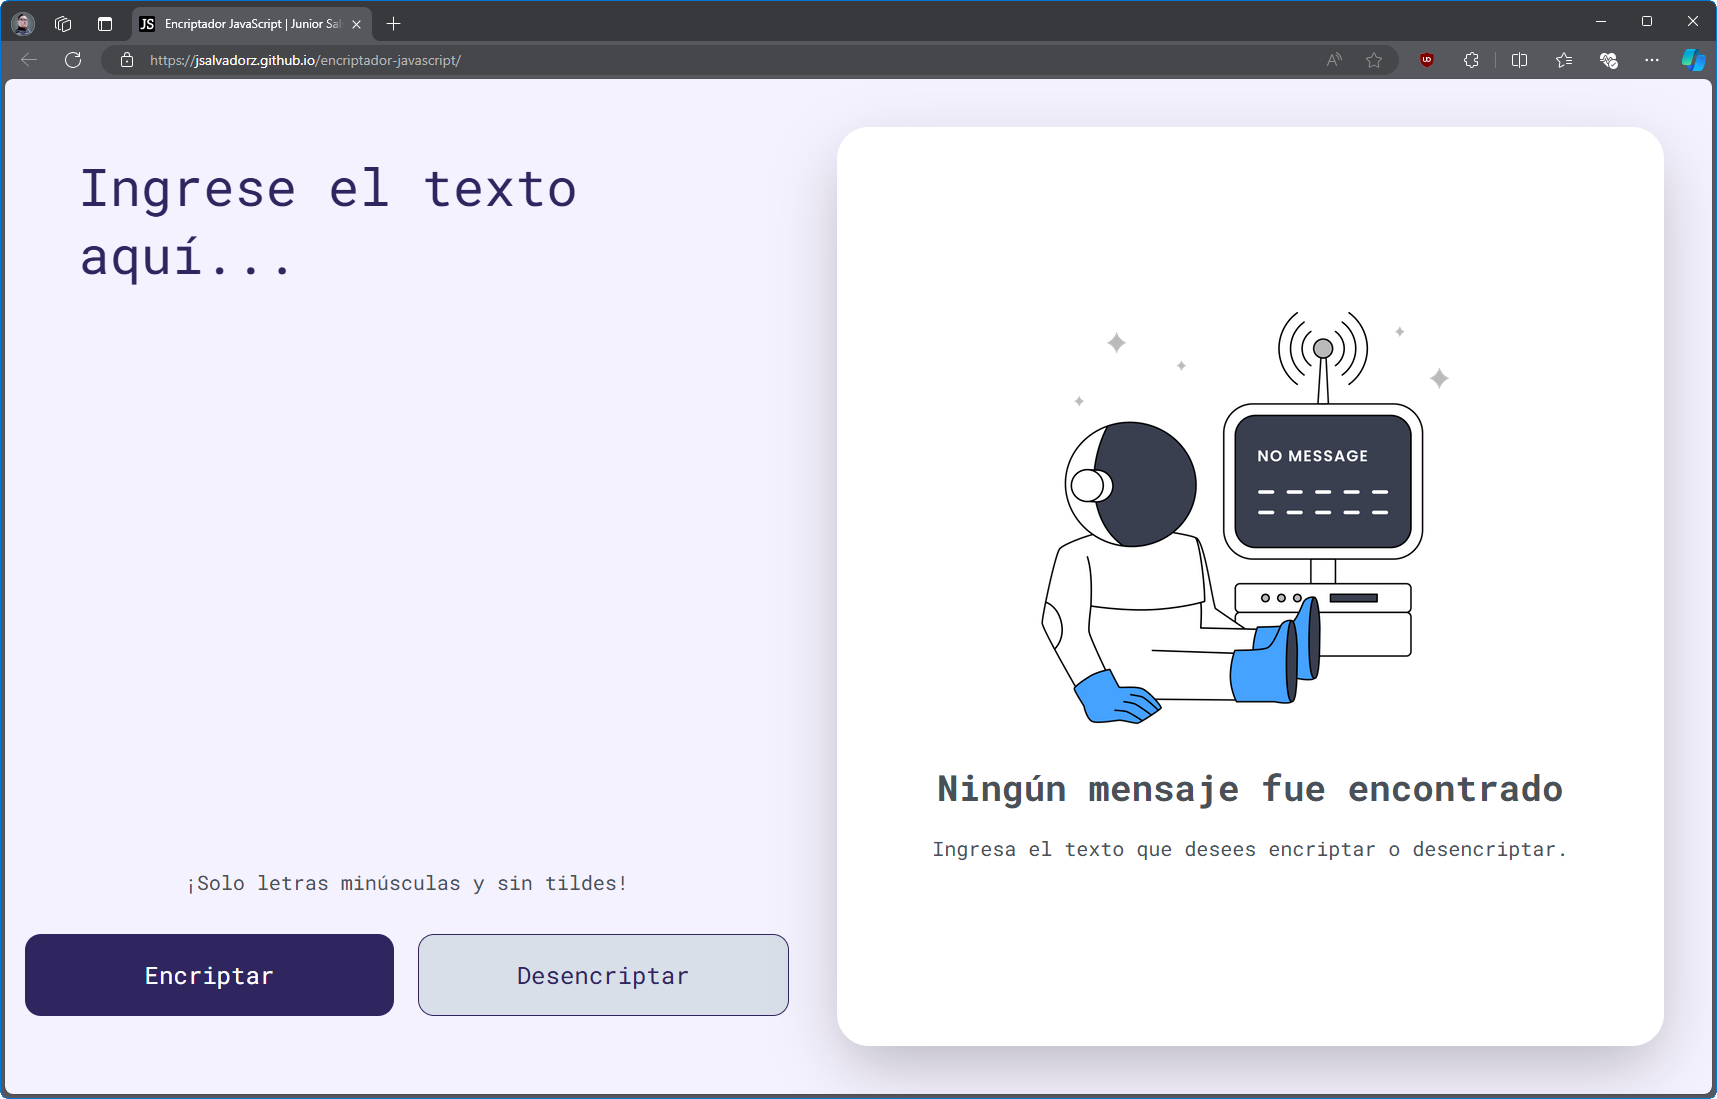 JS Encriptador JavaScript | Junior Sal
https://jsalvadorz.github.io/encriptador-javascript/
Ingrese el texto
aquí...
NO MESSAGE
Ningún mensaje fue encontrado
Ingresa el texto que desees encriptar o desencriptar.
¡Solo letras minúsculas y sin tildes!
Encriptar
Desencriptar